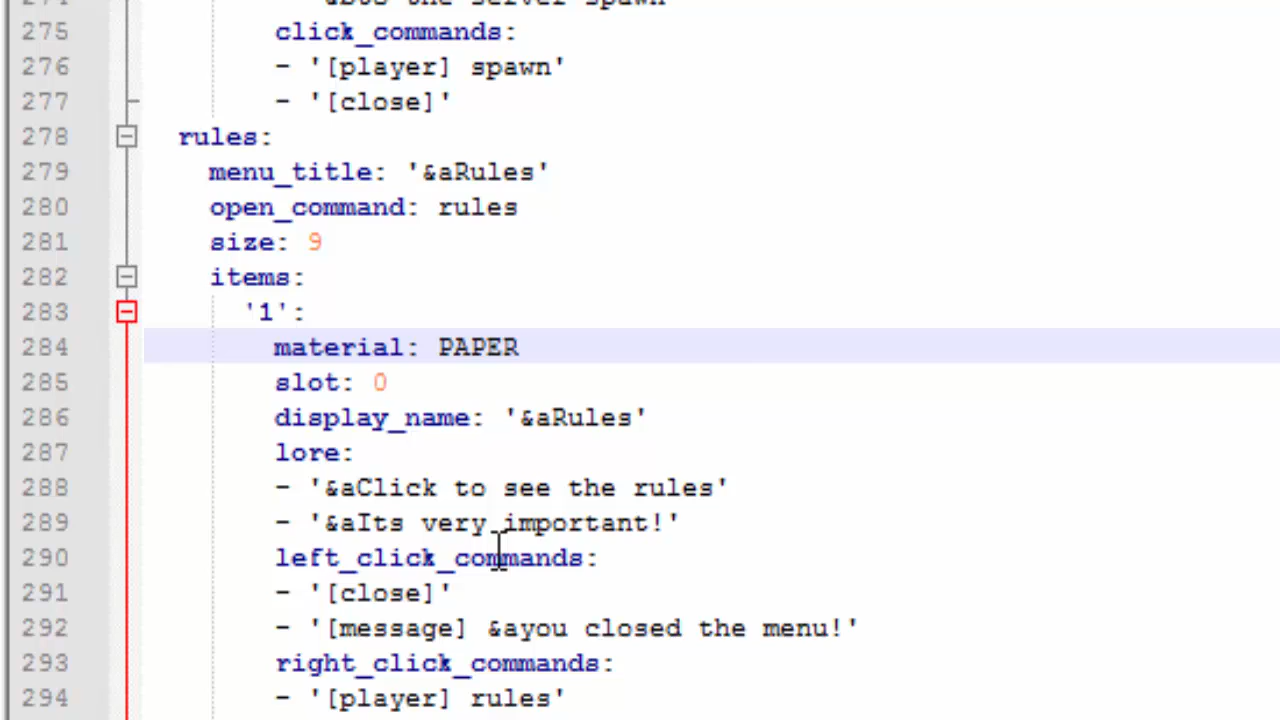 275 click_commands:
276 - '[player] spawn'
277 - '[close]'
278 rules:
279 menu_title: '&aRules'
280 open_command: rules
281 size: 9
282 items:
283 '1':
284 material: PAPER
285 slot: 0
286 display_name: '&aRules'
287 lore:
288 - '&aClick to see the rules'
289 - '&aIts very important!'
290 left_click_commands:
291 - '[close]'
292 - '[message] &ayou closed the menu!'
293 right_click_commands:
294 - '[player] rules'